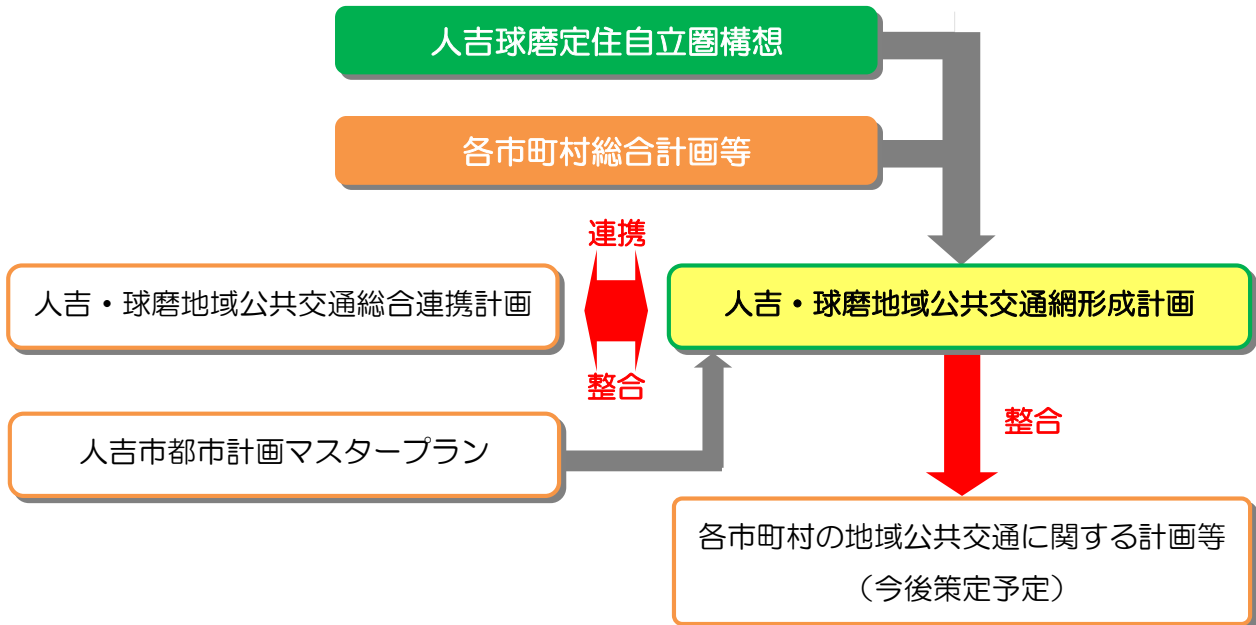 人吉球磨定住自立圏構想
各市町村総合計画等
連携
人吉・球磨地域公共交通総合連携計画
人吉・球磨地域公共交通網形成計画
整合
人吉市都市計画マスタープラン
整合
各市町村の地域公共交通に関する計画等
（今後策定予定）